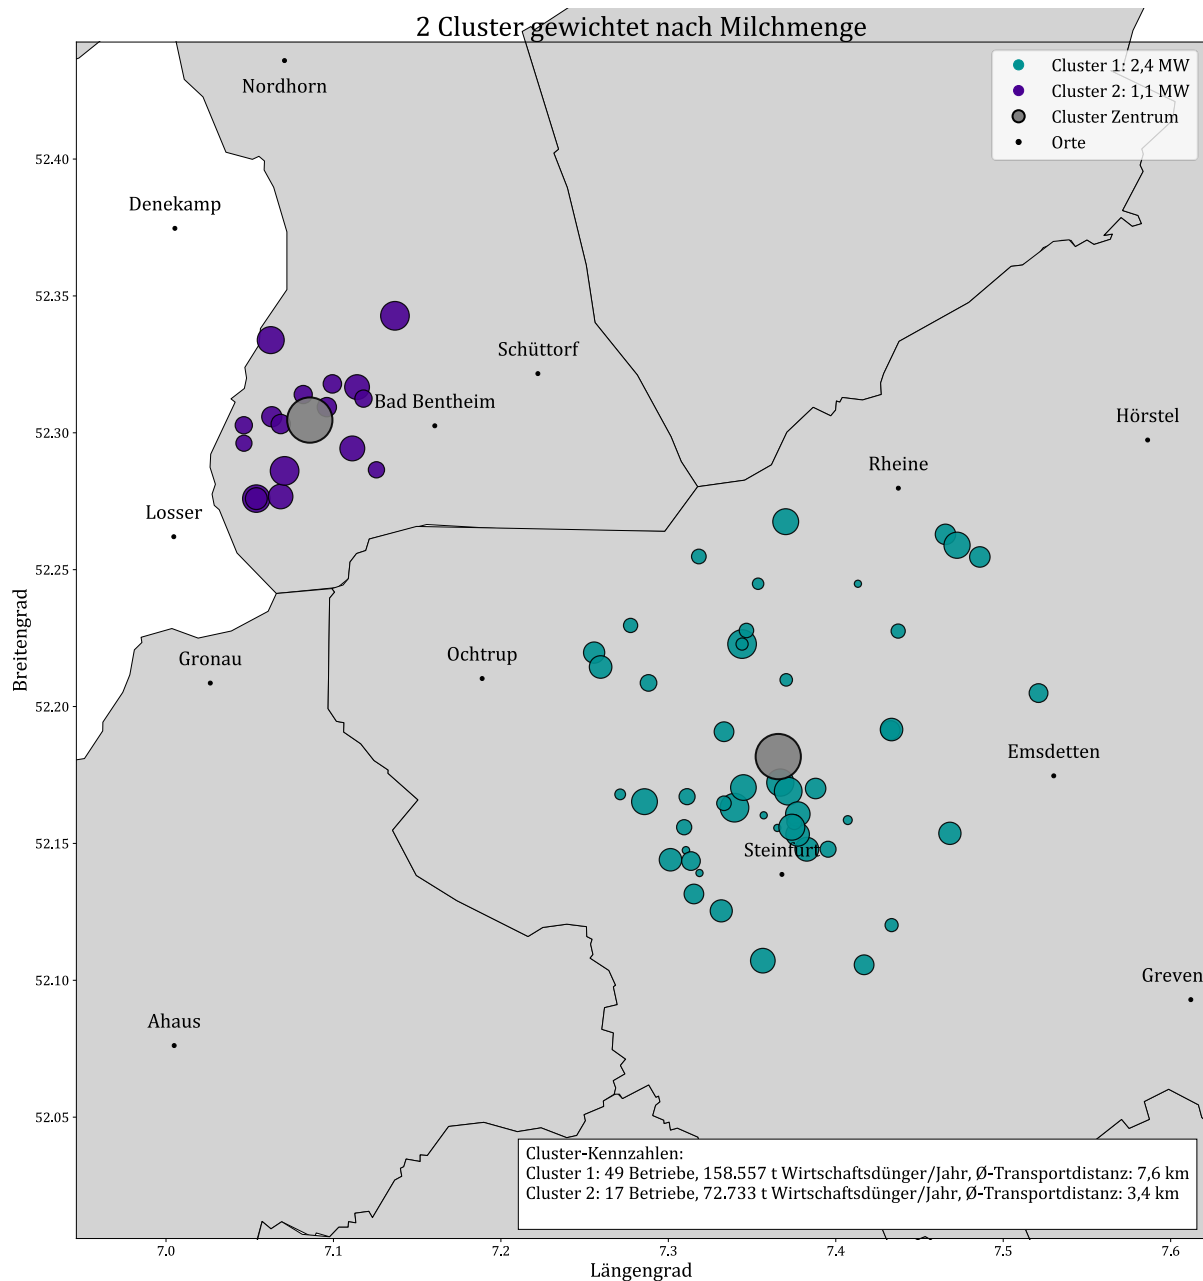 2 Cluster gewichtet nach Milchmenge
Cluster 1: 2,4 MW
Cluster 2: 1,1 MW
Cluster Zentrum
Orte
Nordhorn
Denekamp
Schüttorf
Bad Bentheim
Hörstel
Rheine
Losser
Gronau
Ochtrup
Emsdetten
Steinfurt
Greven
Ahaus
Breitengrad
52.40
52.35
52.30
52.25
52.20
52.15
52.10
52.05
Cluster-Kennzahlen:
Cluster 1: 49 Betriebe, 158.557 t Wirtschaftsdünger/Jahr, Ø-Transportdistanz: 7,6 km
Cluster 2: 17 Betriebe, 72.733 t Wirtschaftsdünger/Jahr, Ø-Transportdistanz: 3,4 km
7.0 7.1 7.2 7.3 7.4 7.5 7.6
Längengrad